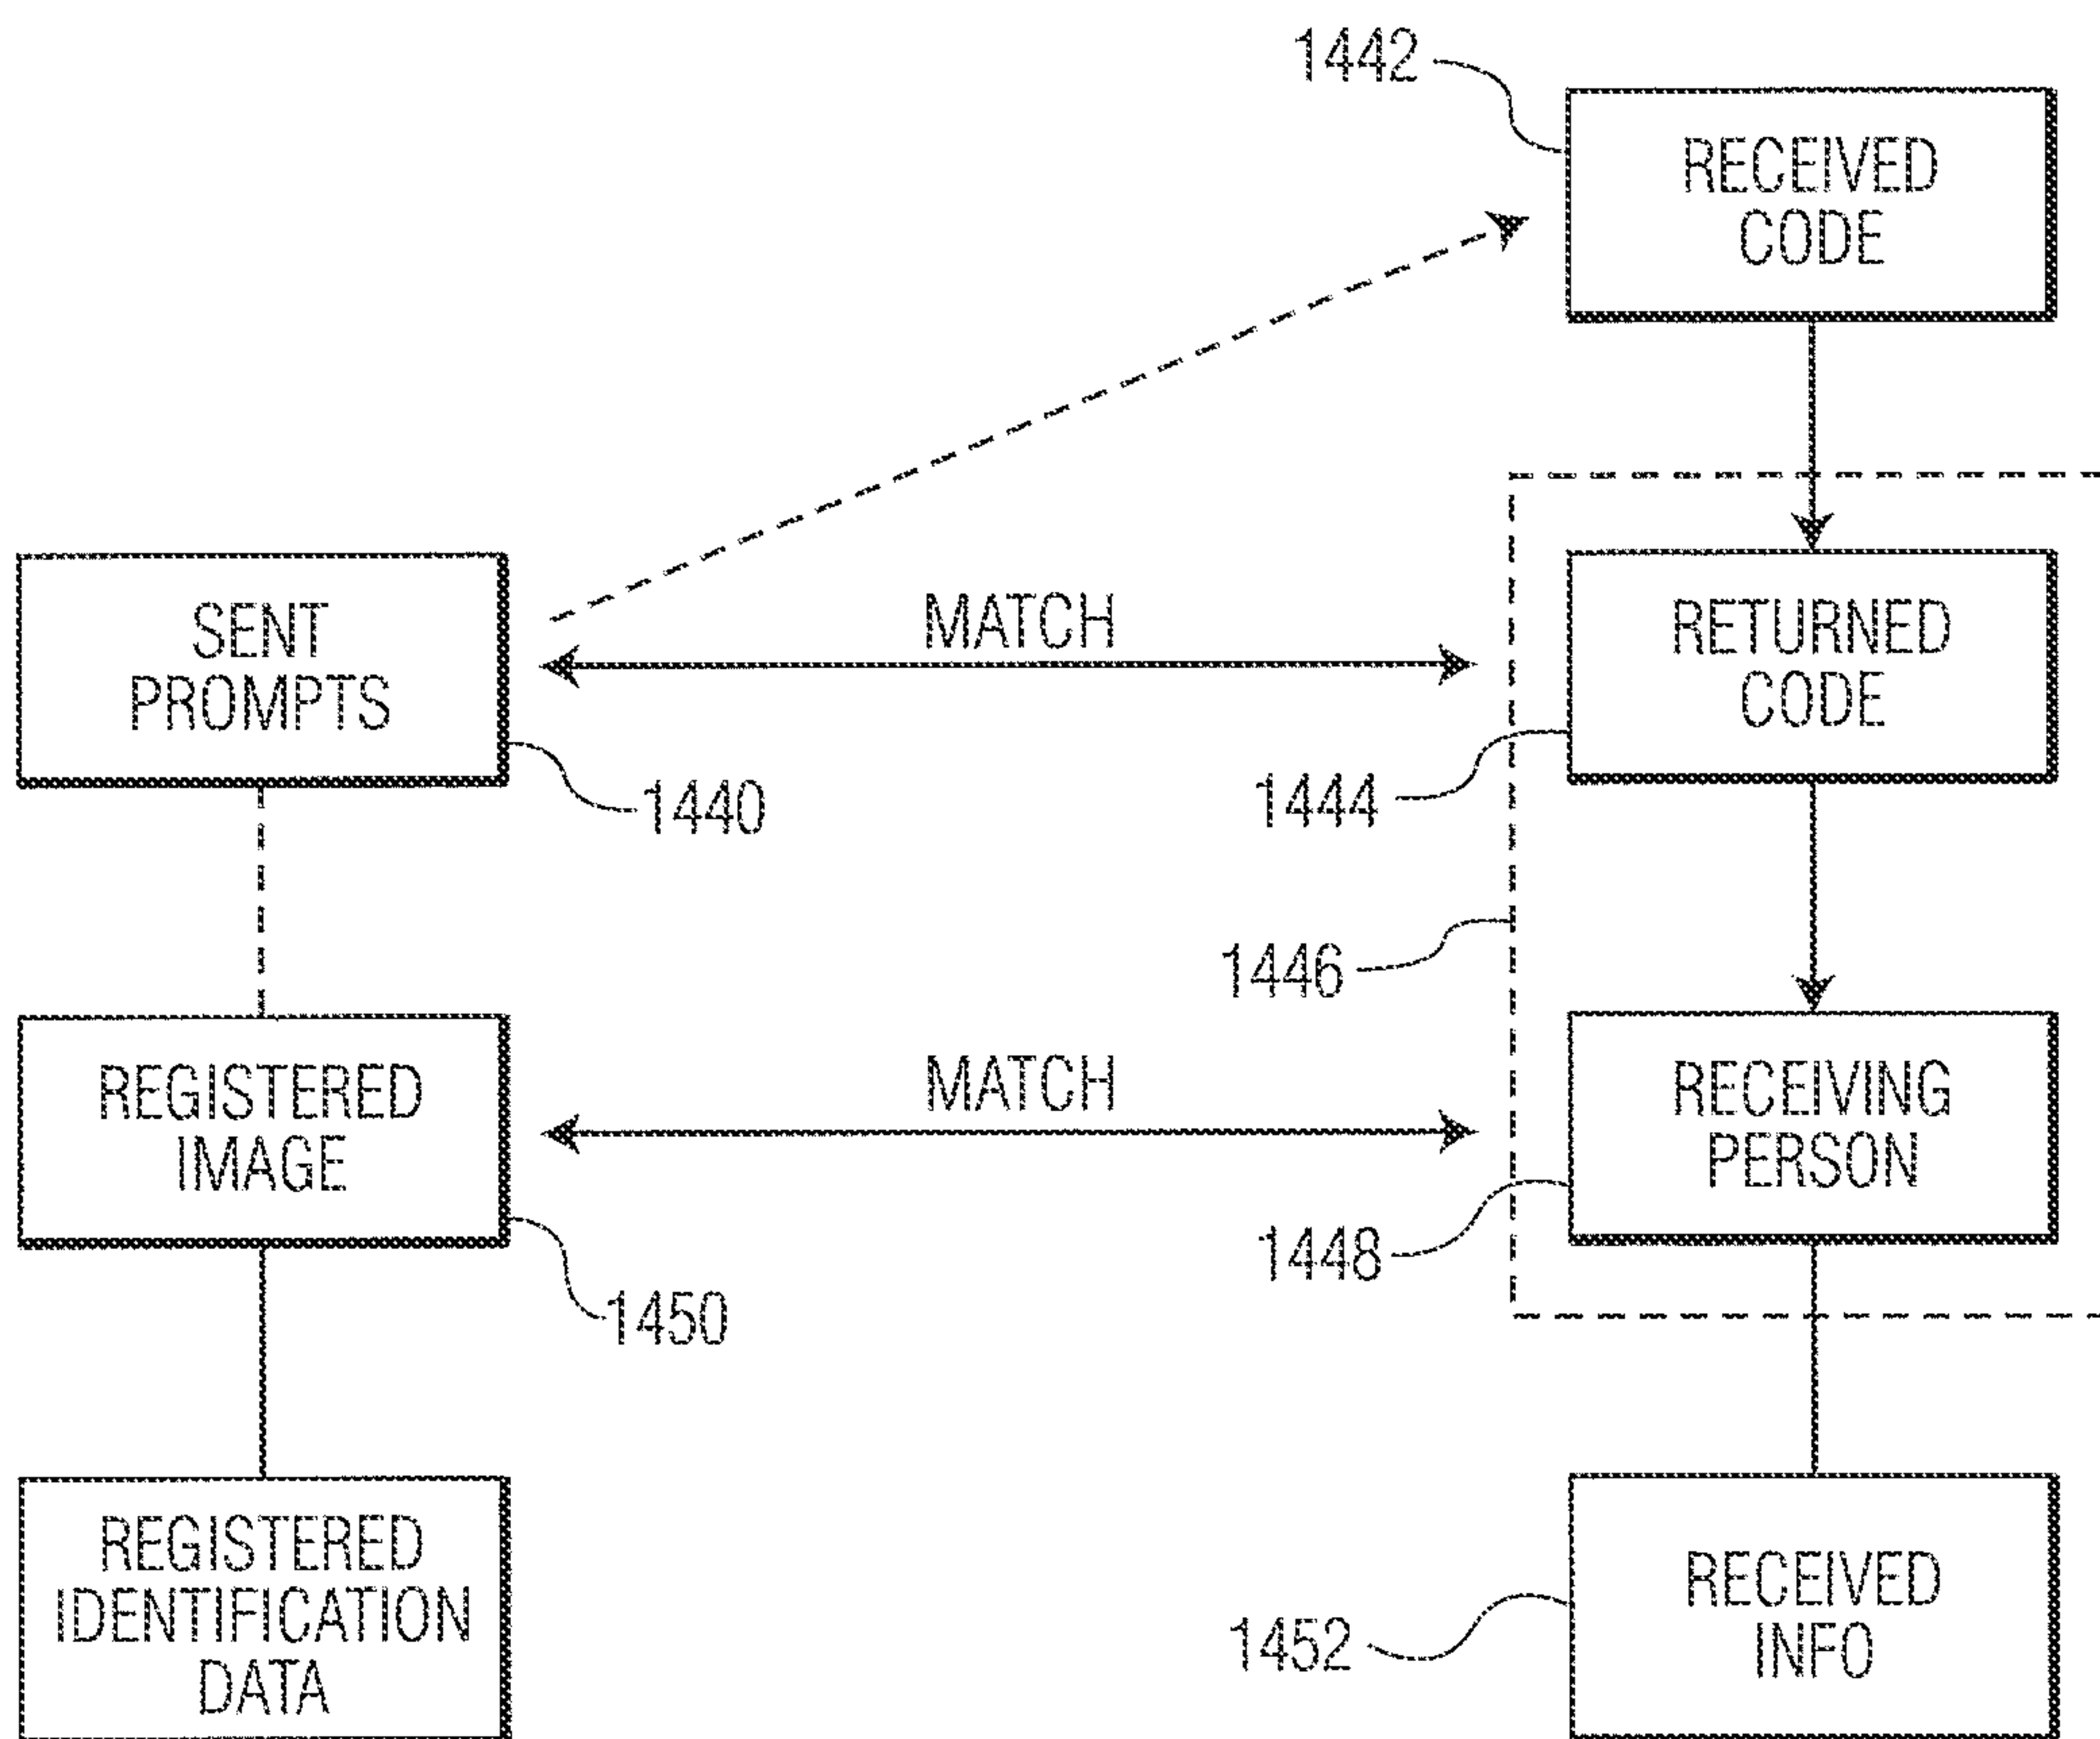 1442
RECEIVED
CODE
SENT
PROMPTS
MATCH
RETURNED
CODE
1440
1444
1446
REGISTERED
IMAGE
MATCH
RECEIVING
PERSON
1448
1450
REGISTERED
IDENTIFICATION
DATA
RECEIVED
INFO
1452